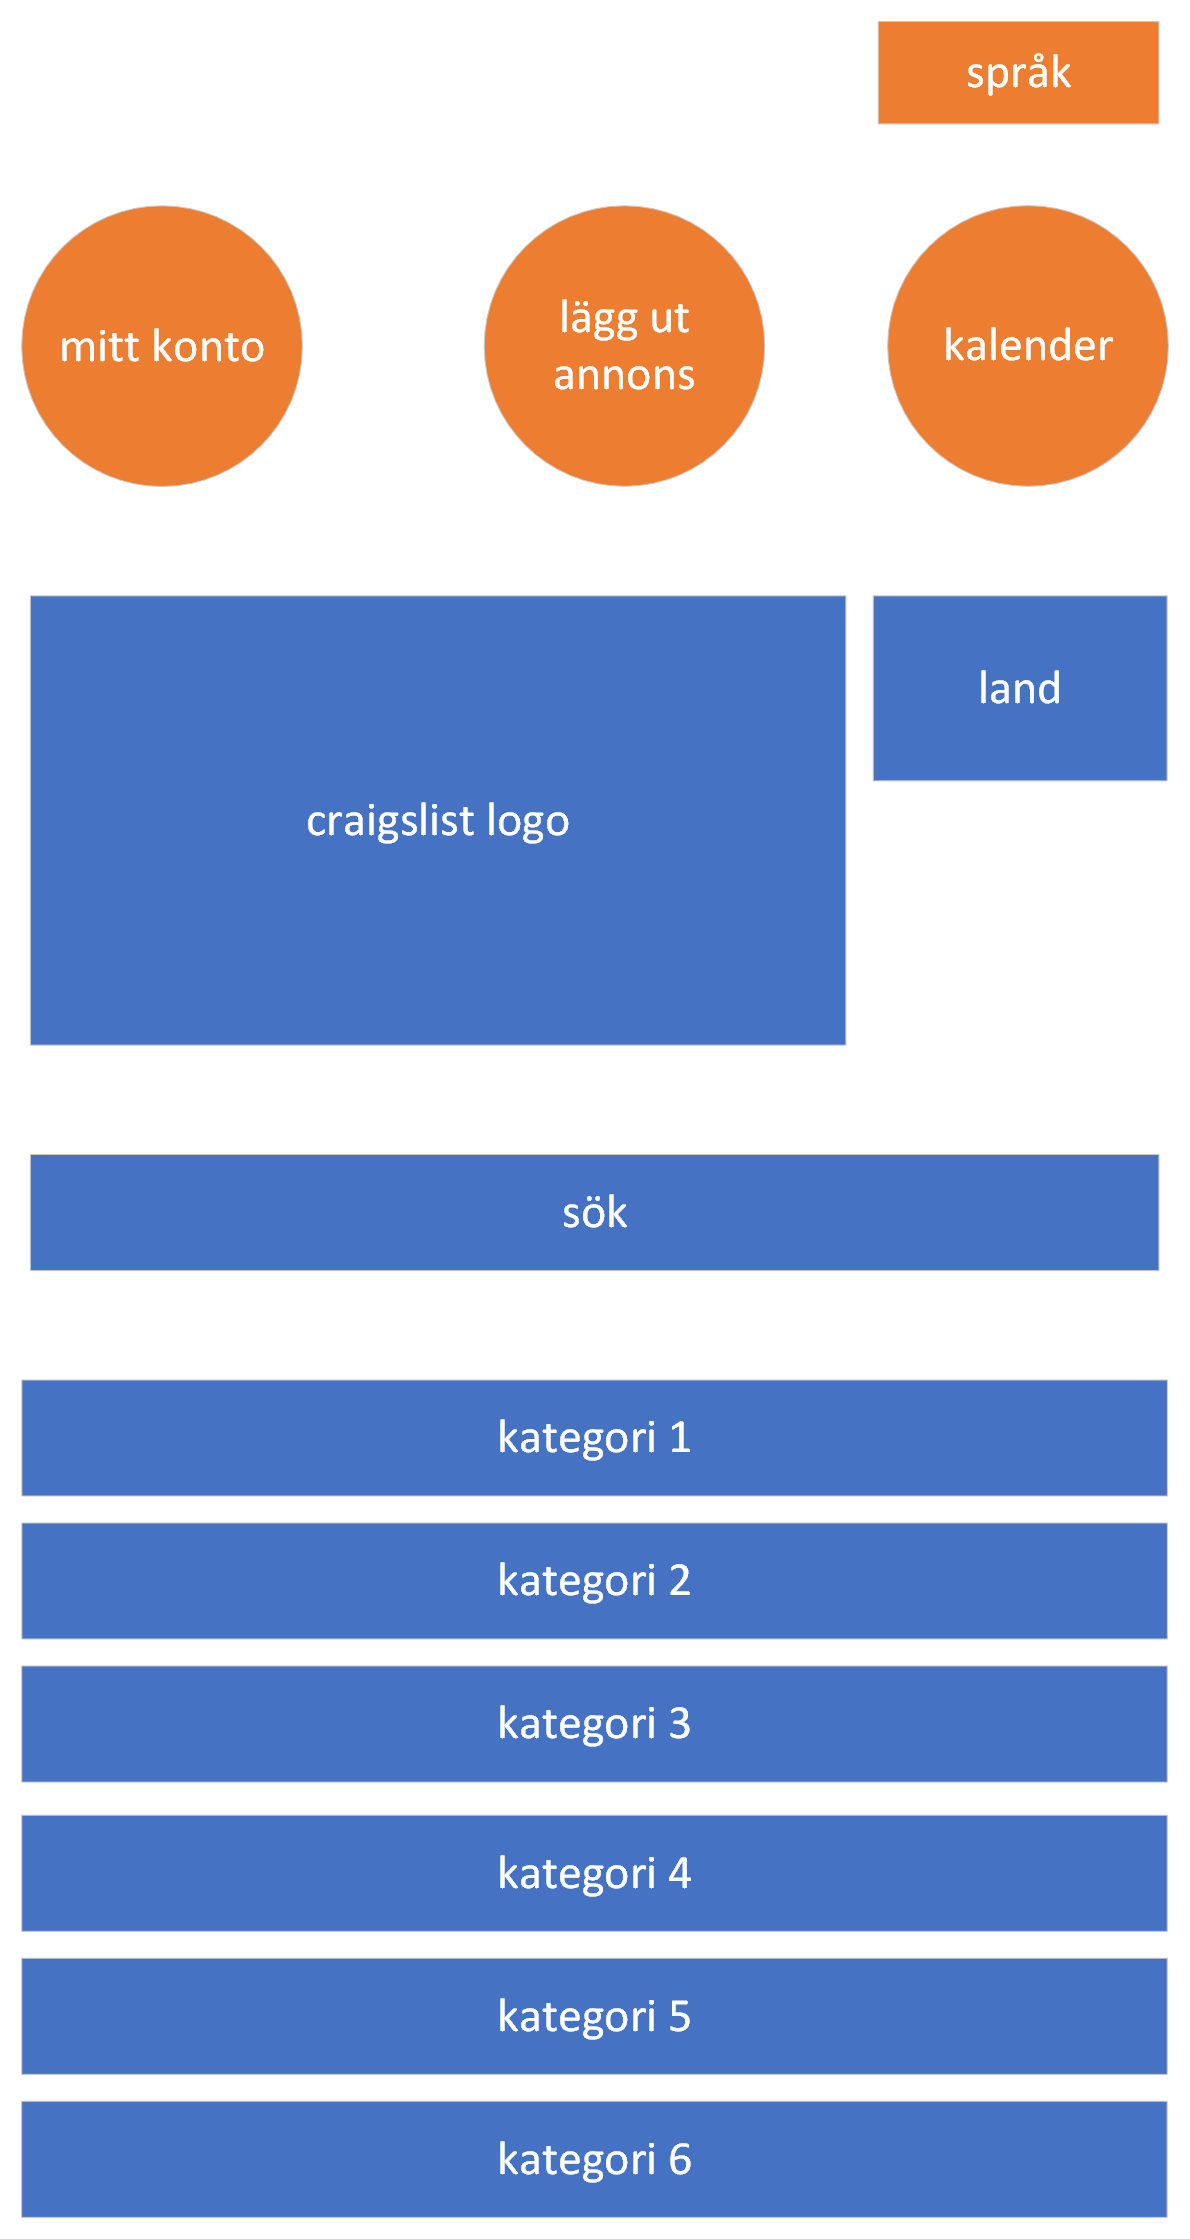 språk
mitt konto
lägg ut
annons
kalender
craigslist logo
land
sök
kategori 1
kategori 2
kategori 3
kategori 4
kategori 5
kategori 6